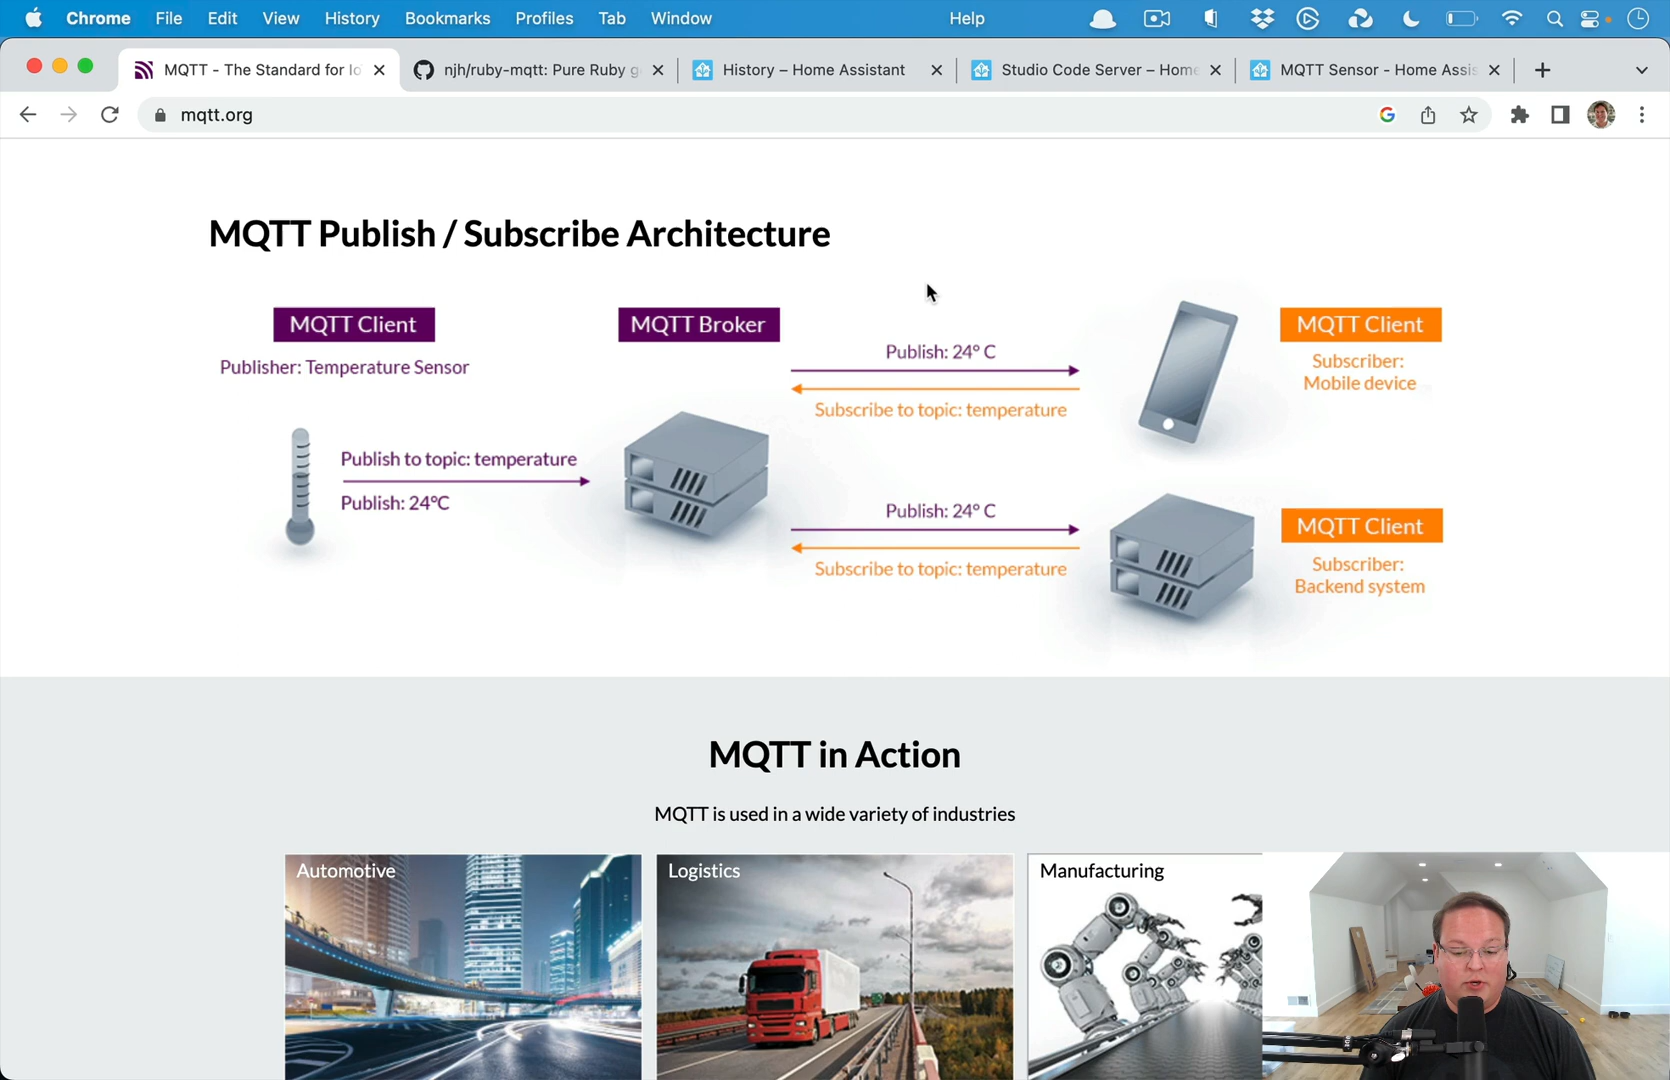 Chrome File Edit View History Bookmarks Profiles Tab Window Help
MQTT - The Standard for Io
njh/ruby-mqtt: Pure Ruby g
History – Home Assistant
Studio Code Server – Home
MQTT Sensor - Home Assis
mqtt.org
MQTT Publish / Subscribe Architecture
MQTT Client
Publisher: Temperature Sensor
Publish to topic: temperature
Publish: 24°C
MQTT Broker
Publish: 24° C
Subscribe to topic: temperature
MQTT Client
Subscriber:
Mobile device
Publish: 24° C
Subscribe to topic: temperature
MQTT Client
Subscriber:
Backend system
MQTT in Action
MQTT is used in a wide variety of industries
Automotive
Logistics
Manufacturing